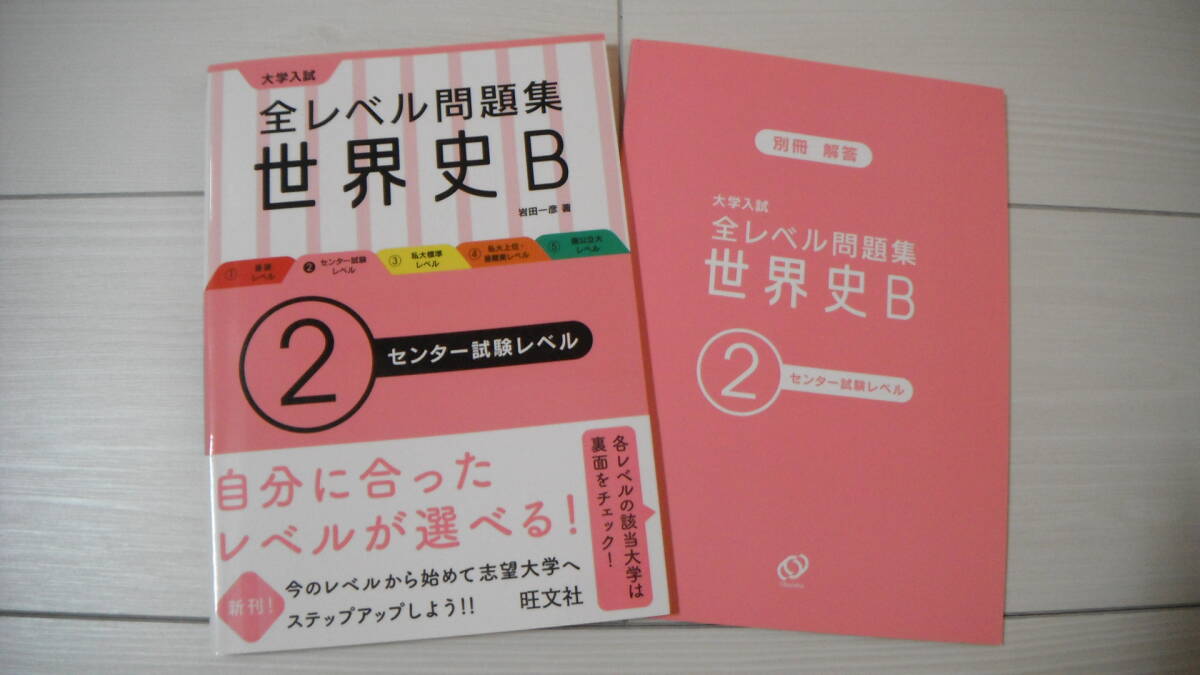 大学入試
全レベル問題集
世界史B
岩田一彦 著
① 基礎
レベル
② センター試験
レベル
③ 私大標準
レベル
④ 私大上位・
最難関レベル
⑤ 国公立大
レベル
2
センター試験レベル
自分に合った
レベルが選べる!
各レベルの該当大学は
裏面をチェック!
新刊!
今のレベルから始めて志望大学へ
ステップアップしよう!!
旺文社
別冊 解答
大学入試
全レベル問題集
世界史B
2
センター試験レベル
Obunsha